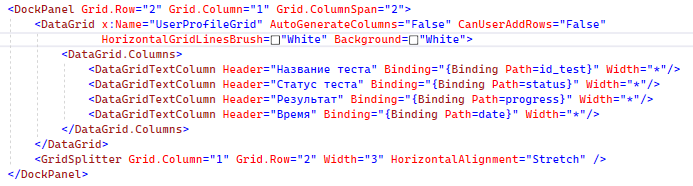 <DockPanel Grid.Row="2" Grid.Column="1" Grid.ColumnSpan="2">
<DataGrid x:Name="UserProfileGrid" AutoGenerateColumns="False" CanUserAddRows="False"
HorizontalGridLinesBrush="White" Background="White">
<DataGrid.Columns>
<DataGridTextColumn Header="Название теста" Binding="{Binding Path=id_test}" Width="*"/>
<DataGridTextColumn Header="Статус теста" Binding="{Binding Path=status}" Width="*"/>
<DataGridTextColumn Header="Результат" Binding="{Binding Path=progress}" Width="*"/>
<DataGridTextColumn Header="Время" Binding="{Binding Path=date}" Width="*"/>
</DataGrid.Columns>
</DataGrid>
<GridSplitter Grid.Column="1" Grid.Row="2" Width="3" HorizontalAlignment="Stretch" />
</DockPanel>